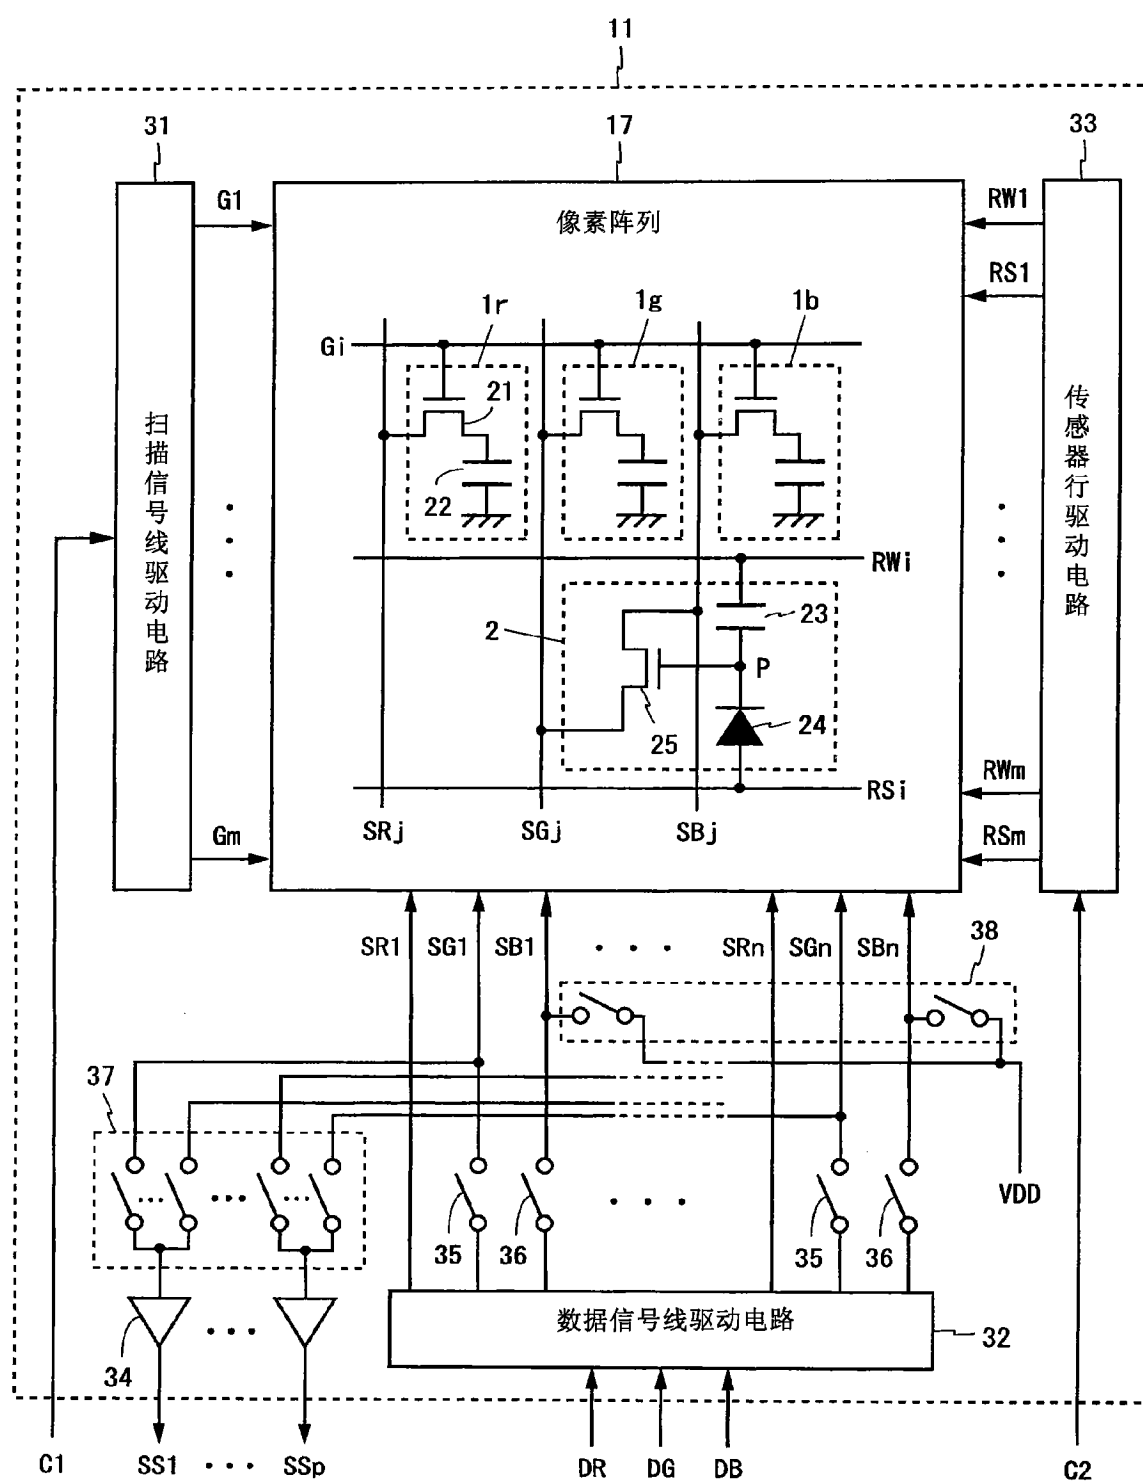 11
31
17
33
G1
像素阵列
RW1
RS1
1r
1g
1b
Gi
21
22
扫描信号线驱动电路
传感器行驱动电路
RWi
2
23
P
25
24
RSi
SRj
SGj
SBj
Gm
RWm
RSm
SR1
SG1
SB1
SRn
SGn
SBn
38
37
VDD
35
36
35
36
数据信号线驱动电路
32
34
C1
SS1
SSp
DR
DG
DB
C2